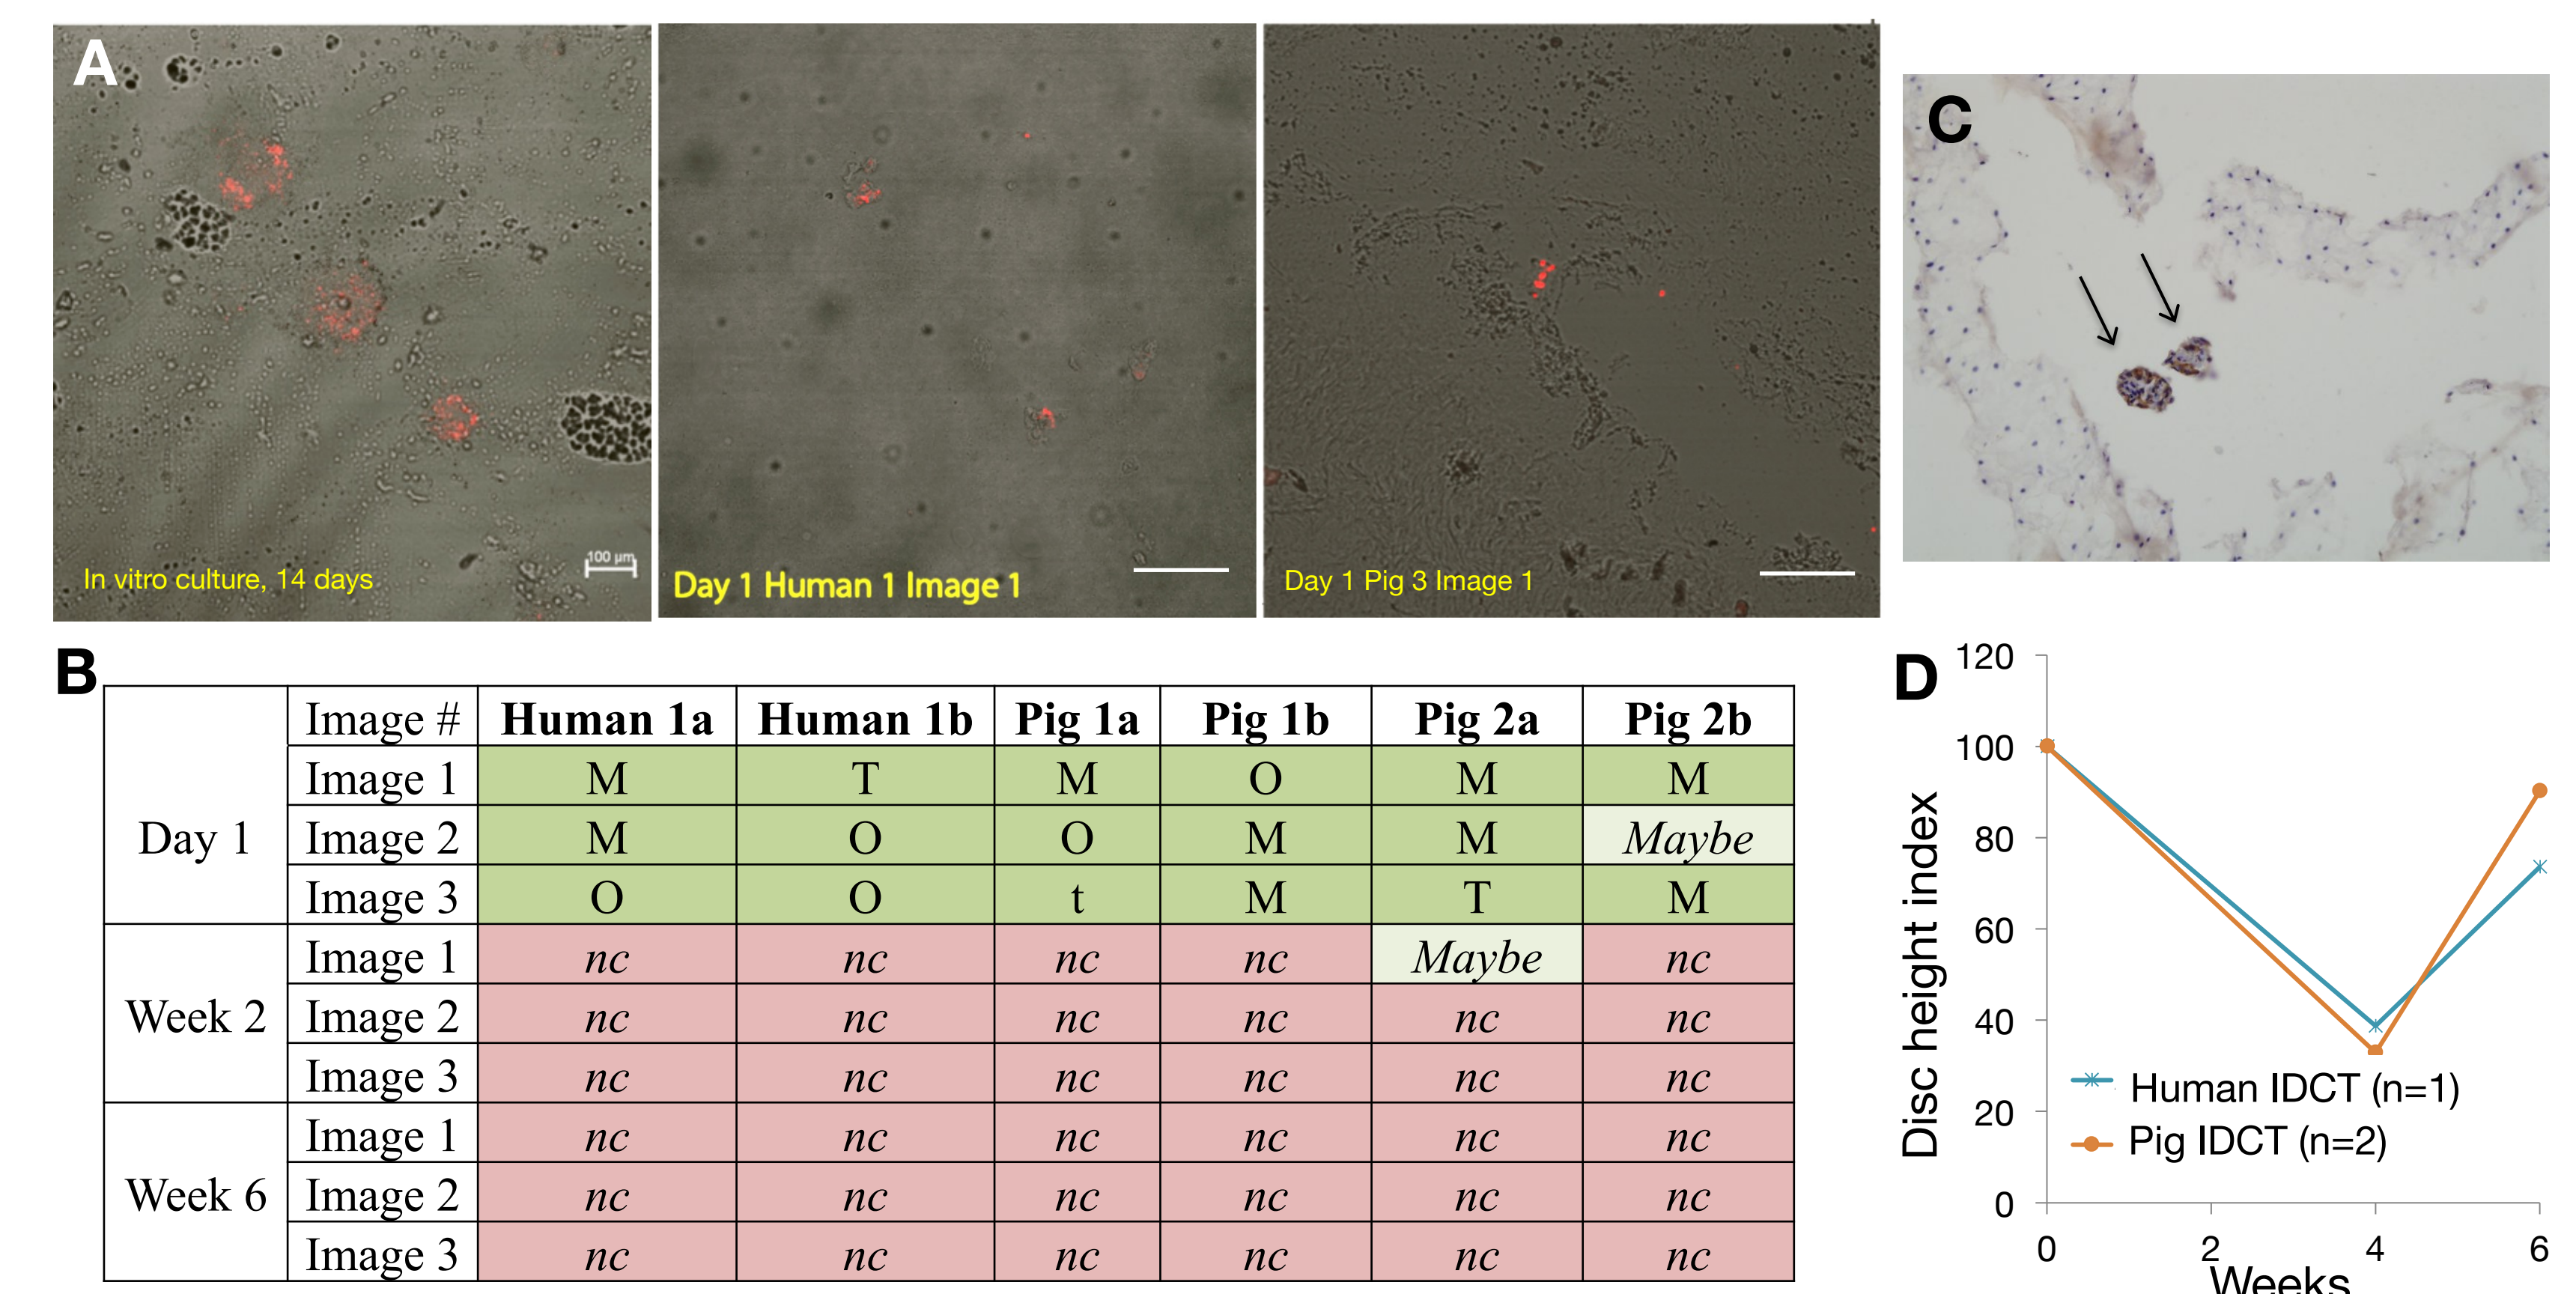 A
In vitro culture, 14 days
100 µm
Day 1 Human 1 Image 1
Day 1 Pig 3 Image 1
C
B
Image # Human 1a Human 1b Pig 1a Pig 1b Pig 2a Pig 2b
Day 1
Image 1 M T M O M M
Image 2 M O O M M Maybe
Image 3 O O t M T M
Week 2
Image 1 nc nc nc nc Maybe nc
Image 2 nc nc nc nc nc nc
Image 3 nc nc nc nc nc nc
Week 6
Image 1 nc nc nc nc nc nc
Image 2 nc nc nc nc nc nc
Image 3 nc nc nc nc nc nc
D
Disc height index
120
100
80
60
40
20
0
Human IDCT (n=1)
Pig IDCT (n=2)
0 2 4 6
Weeks